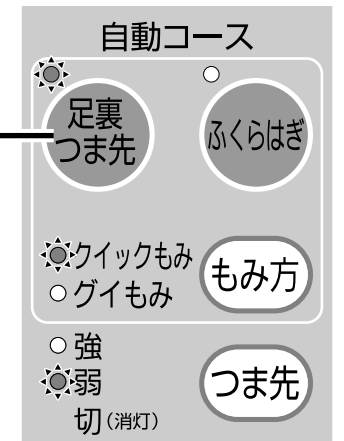 自動コース
足裏
つま先
ふくらはぎ
クイックもみ
グイもみ
もみ方
強
弱
切(消灯)
つま先